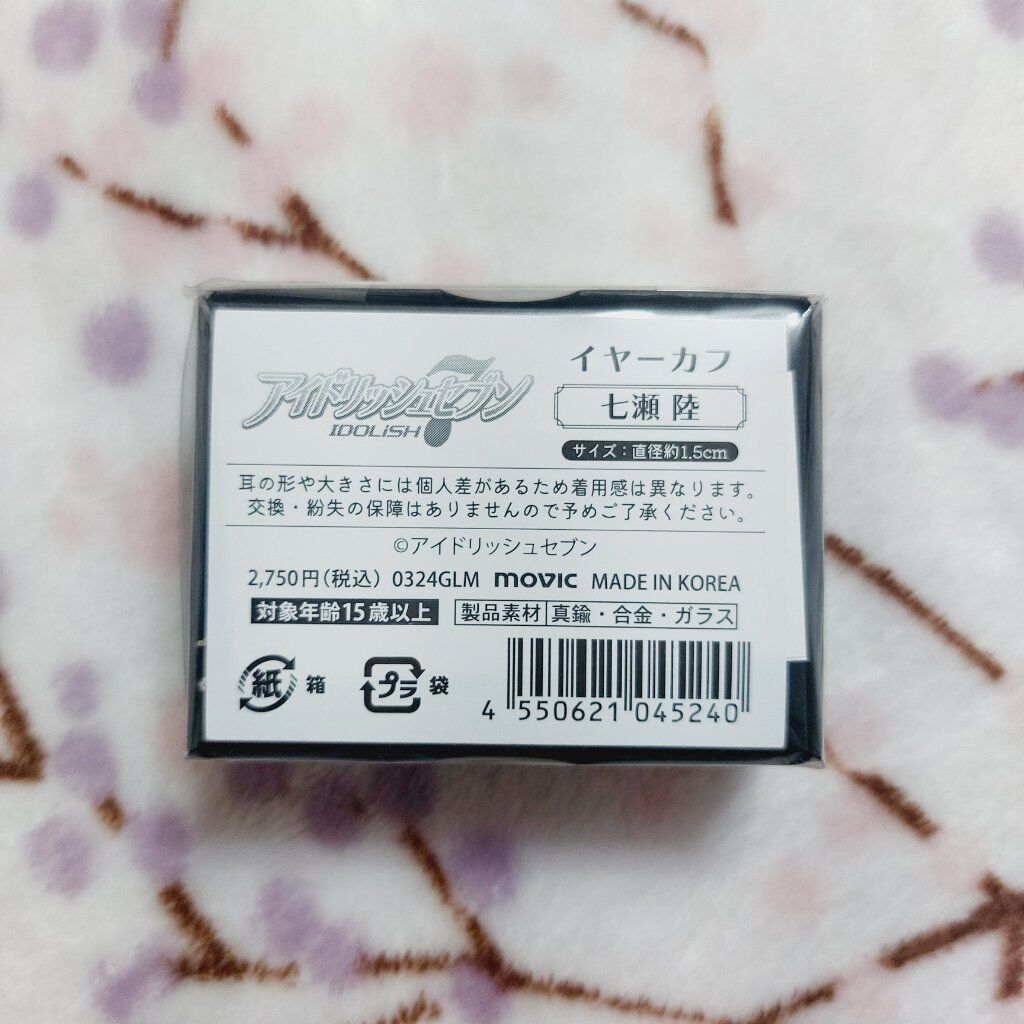 アイドリッシュセブン
IDOLiSH7
イヤーカフ
七瀬 陸
サイズ：直径約1.5cm
耳の形や大きさには個人差があるため着用感は異なります。
交換・紛失の保障はありませんので予めご了承ください。
©アイドリッシュセブン
2,750円(税込) 0324GLM movic MADE IN KOREA
対象年齢15歳以上 製品素材 真鍮・合金・ガラス
紙 箱 プラ 袋
4 550621 045240